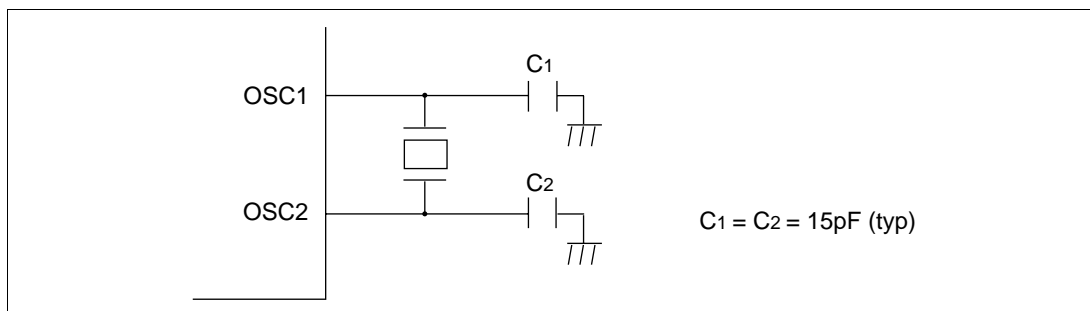 C1
OSC1
C2
OSC2
C1 = C2 = 15pF (typ)